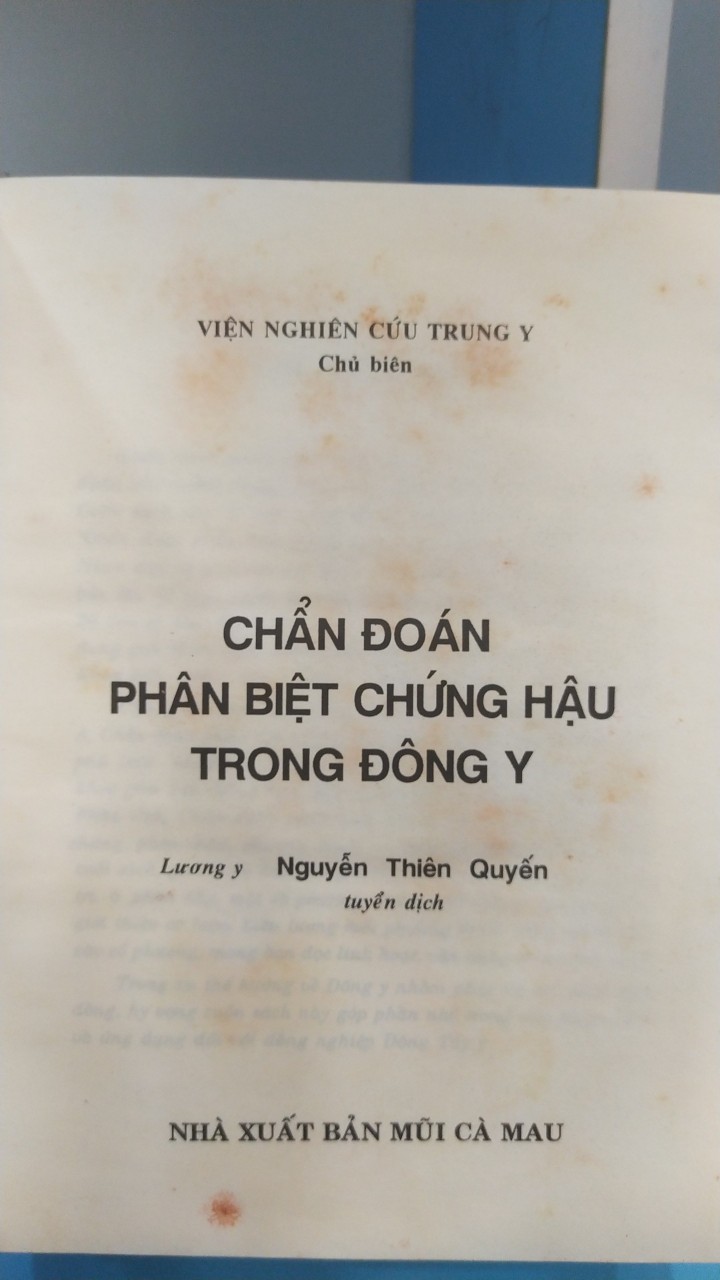 VIỆN NGHIÊN CỨU TRUNG Y
Chủ biên
CHẨN ĐOÁN
PHÂN BIỆT CHỨNG HẬU
TRONG ĐÔNG Y
Lương y Nguyễn Thiên Quyến
tuyển dịch
NHÀ XUẤT BẢN MŨI CÀ MAU